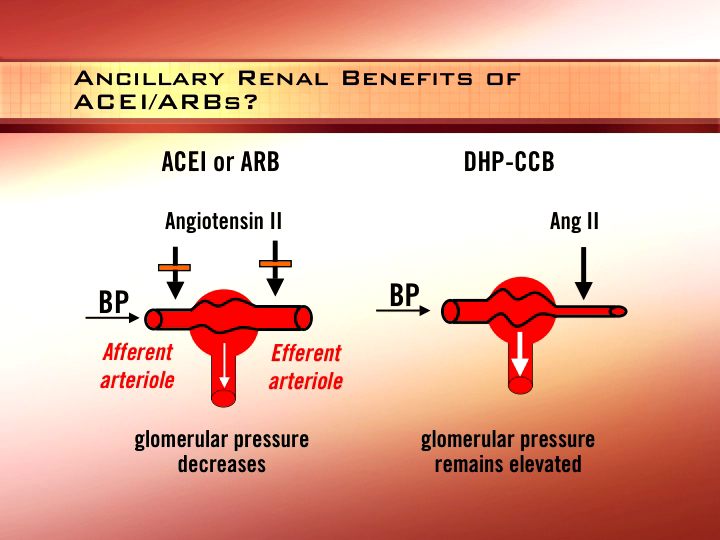 ANCILLARY RENAL BENEFITS OF
ACEI/ARBS?
ACEI or ARB
DHP-CCB
Angiotensin II
Ang II
BP
BP
Afferent
arteriole
Efferent
arteriole
glomerular pressure
decreases
glomerular pressure
remains elevated